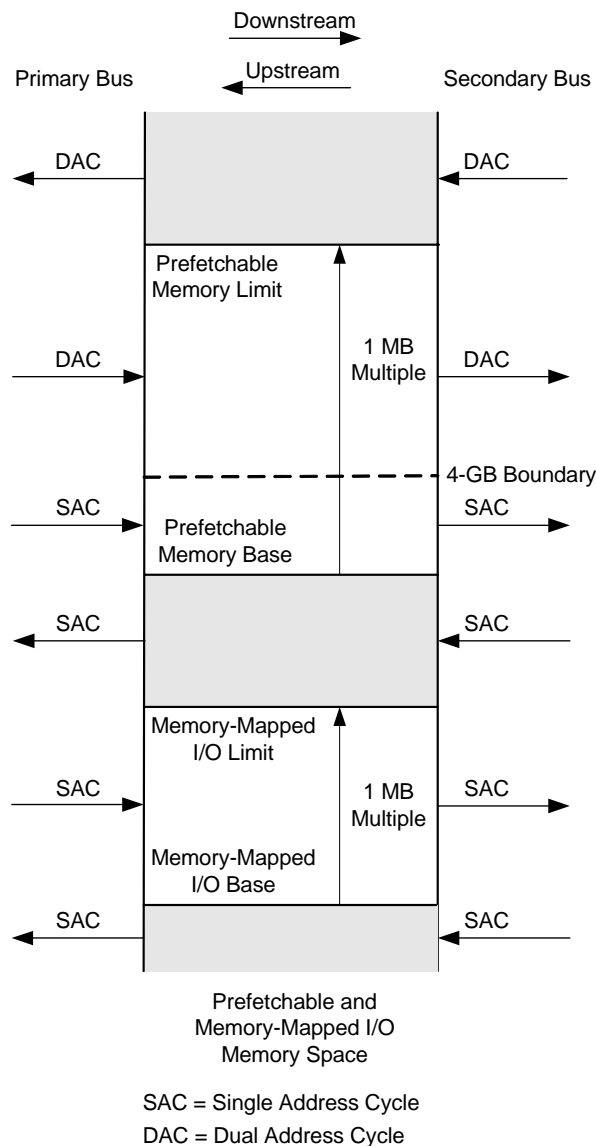 Downstream
Upstream
Primary Bus
Secondary Bus
DAC
DAC
Prefetchable
Memory Limit
DAC
1 MB
Multiple
DAC
4-GB Boundary
SAC
Prefetchable
Memory Base
SAC
SAC
SAC
Memory-Mapped
I/O Limit
SAC
1 MB
Multiple
SAC
Memory-Mapped
I/O Base
SAC
SAC
Prefetchable and
Memory-Mapped I/O
Memory Space
SAC = Single Address Cycle
DAC = Dual Address Cycle